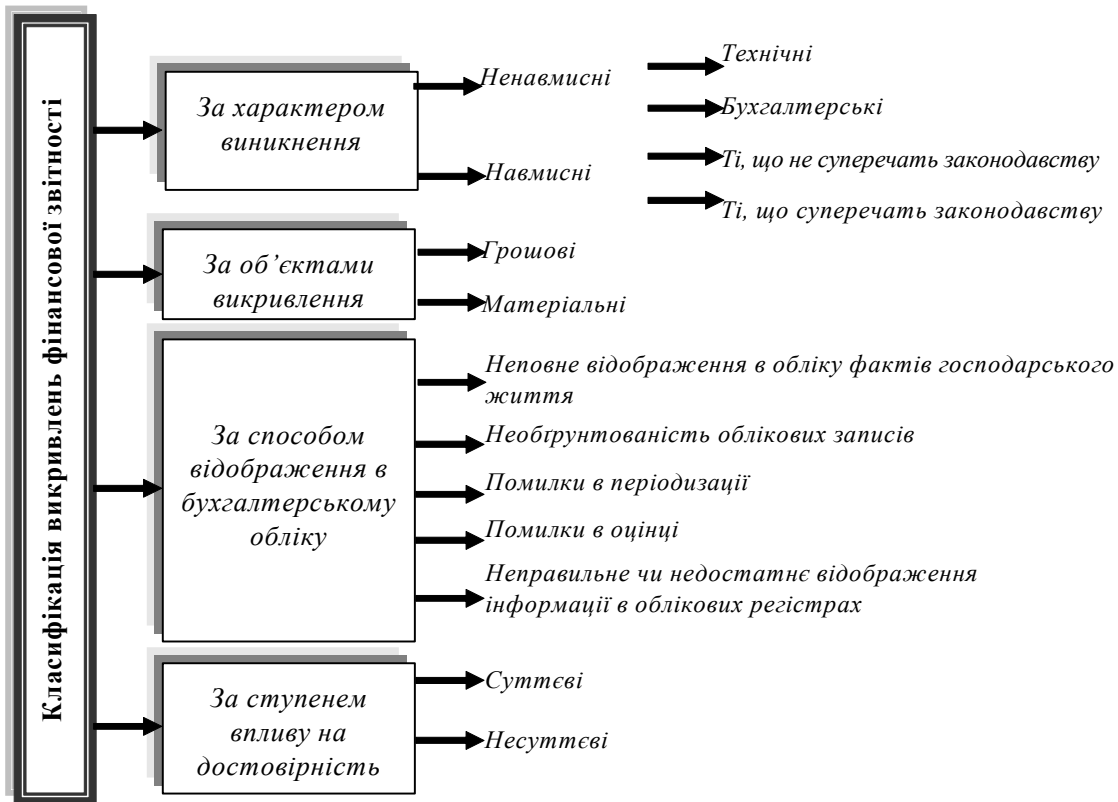 Класифікація викривлень фінансової звітності
За характером
виникнення
Ненавмисні
Технічні
Бухгалтерські
Навмисні
Ті, що не суперечать законодавству
Ті, що суперечать законодавству
За об’єктами
викривлення
Грошові
Матеріальні
За способом
відображення в
бухгалтерському
обліку
Неповне відображення в обліку фактів господарського
життя
Необґрунтованість облікових записів
Помилки в періодизації
Помилки в оцінці
Неправильне чи недостатнє відображення
інформації в облікових регістрах
За ступенем
впливу на
достовірність
Суттєві
Несуттєві